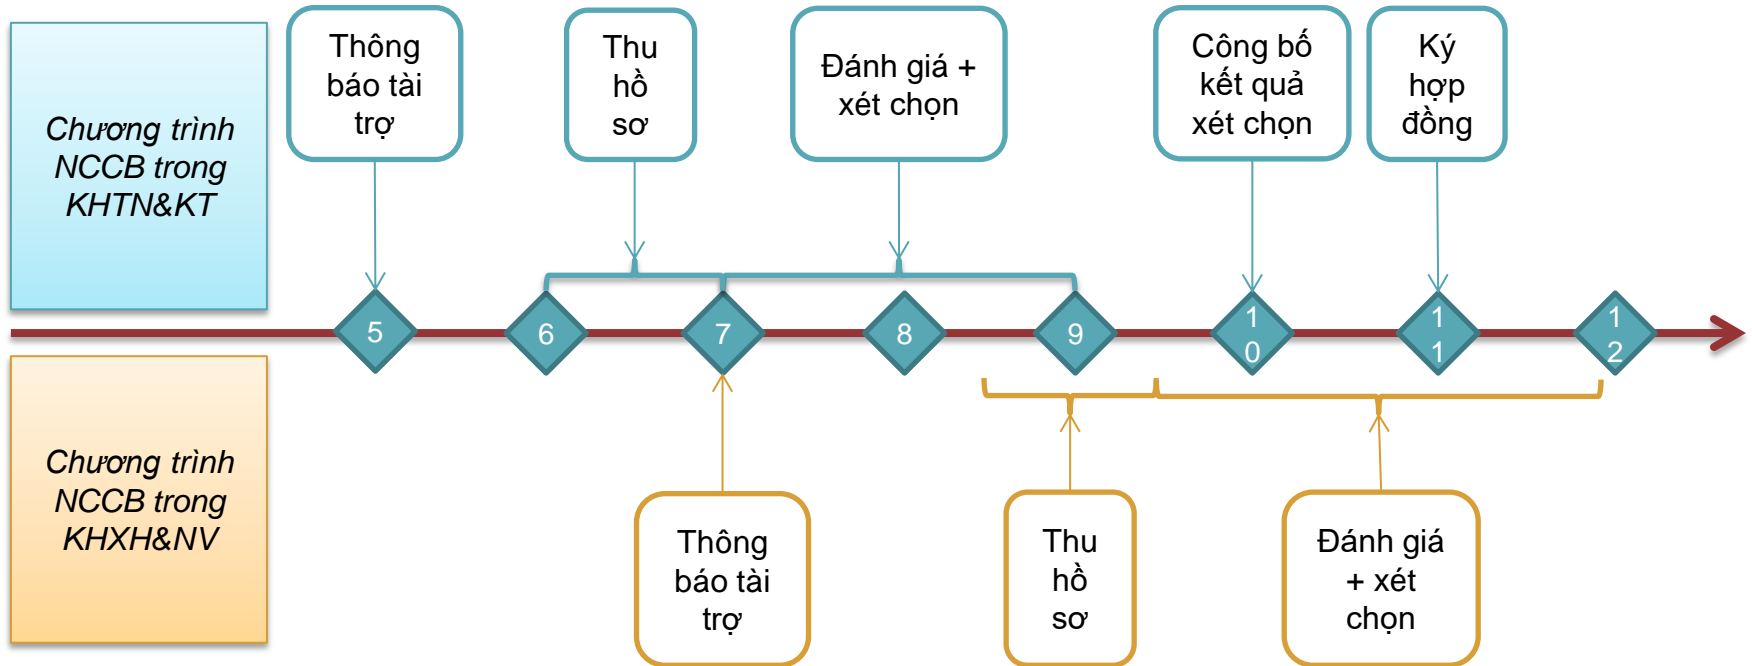 Chương trình
NCCB trong
KHTN&KT
Thông
báo tài
trợ
Thu
hồ
sơ
Đánh giá +
xét chọn
Công bố
kết quả
xét chọn
Ký
hợp
đồng
5
6
7
8
9
1
0
1
1
1
2
Chương trình
NCCB trong
KHXH&NV
Thông
báo tài
trợ
Thu
hồ
sơ
Đánh giá
+ xét
chọn